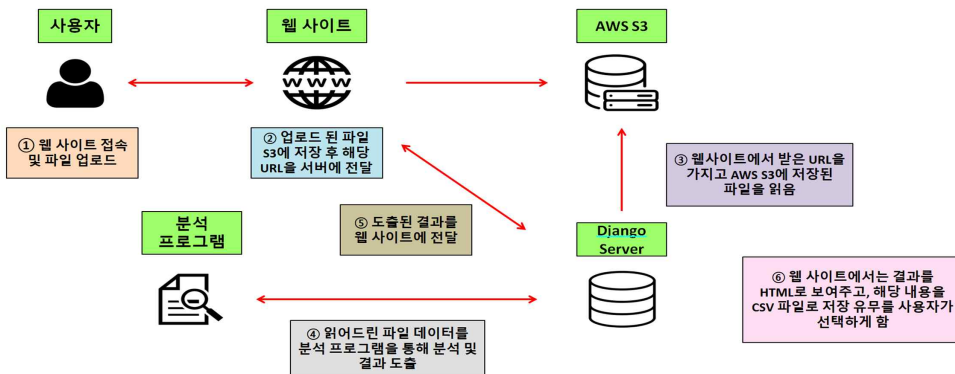 사용자
웹 사이트
AWS S3
WWW
① 웹 사이트 접속
및 파일 업로드
② 업로드 된 파일
S3에 저장 후 해당
URL을 서버에 전달
③ 웹사이트에서 받은 URL을
가지고 AWS S3에 저장된
파일을 읽음
분석
프로그램
⑤ 도출된 결과를
웹 사이트에 전달
Django
Server
⑥ 웹 사이트에서는 결과를
HTML로 보여주고, 해당 내용을
CSV 파일로 저장 유무를 사용자가
선택하게 함
④ 읽어드린 파일 데이터를
분석 프로그램을 통해 분석 및
결과 도출